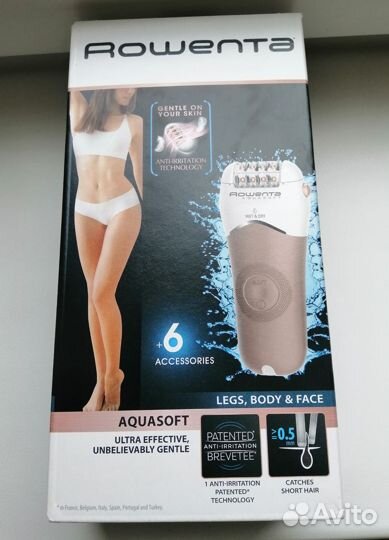 Rowenta
GENTLE ON
YOUR SKIN
ANTI-IRRITATION
TECHNOLOGY
WET & DRY
Rowenta
+6
ACCESSORIES
LEGS, BODY & FACE
AQUASOFT
ULTRA EFFECTIVE,
UNBELIEVABLY GENTLE
PATENTED*
ANTI-IRRITATION
BREVETEE*
1 ANTI-IRRITATION
PATENTED*
TECHNOLOGY
≥ 0.5
mm
CATCHES
SHORT HAIR
* in France, Belgium, Italy, Spain, Portugal and Turkey.
Avito